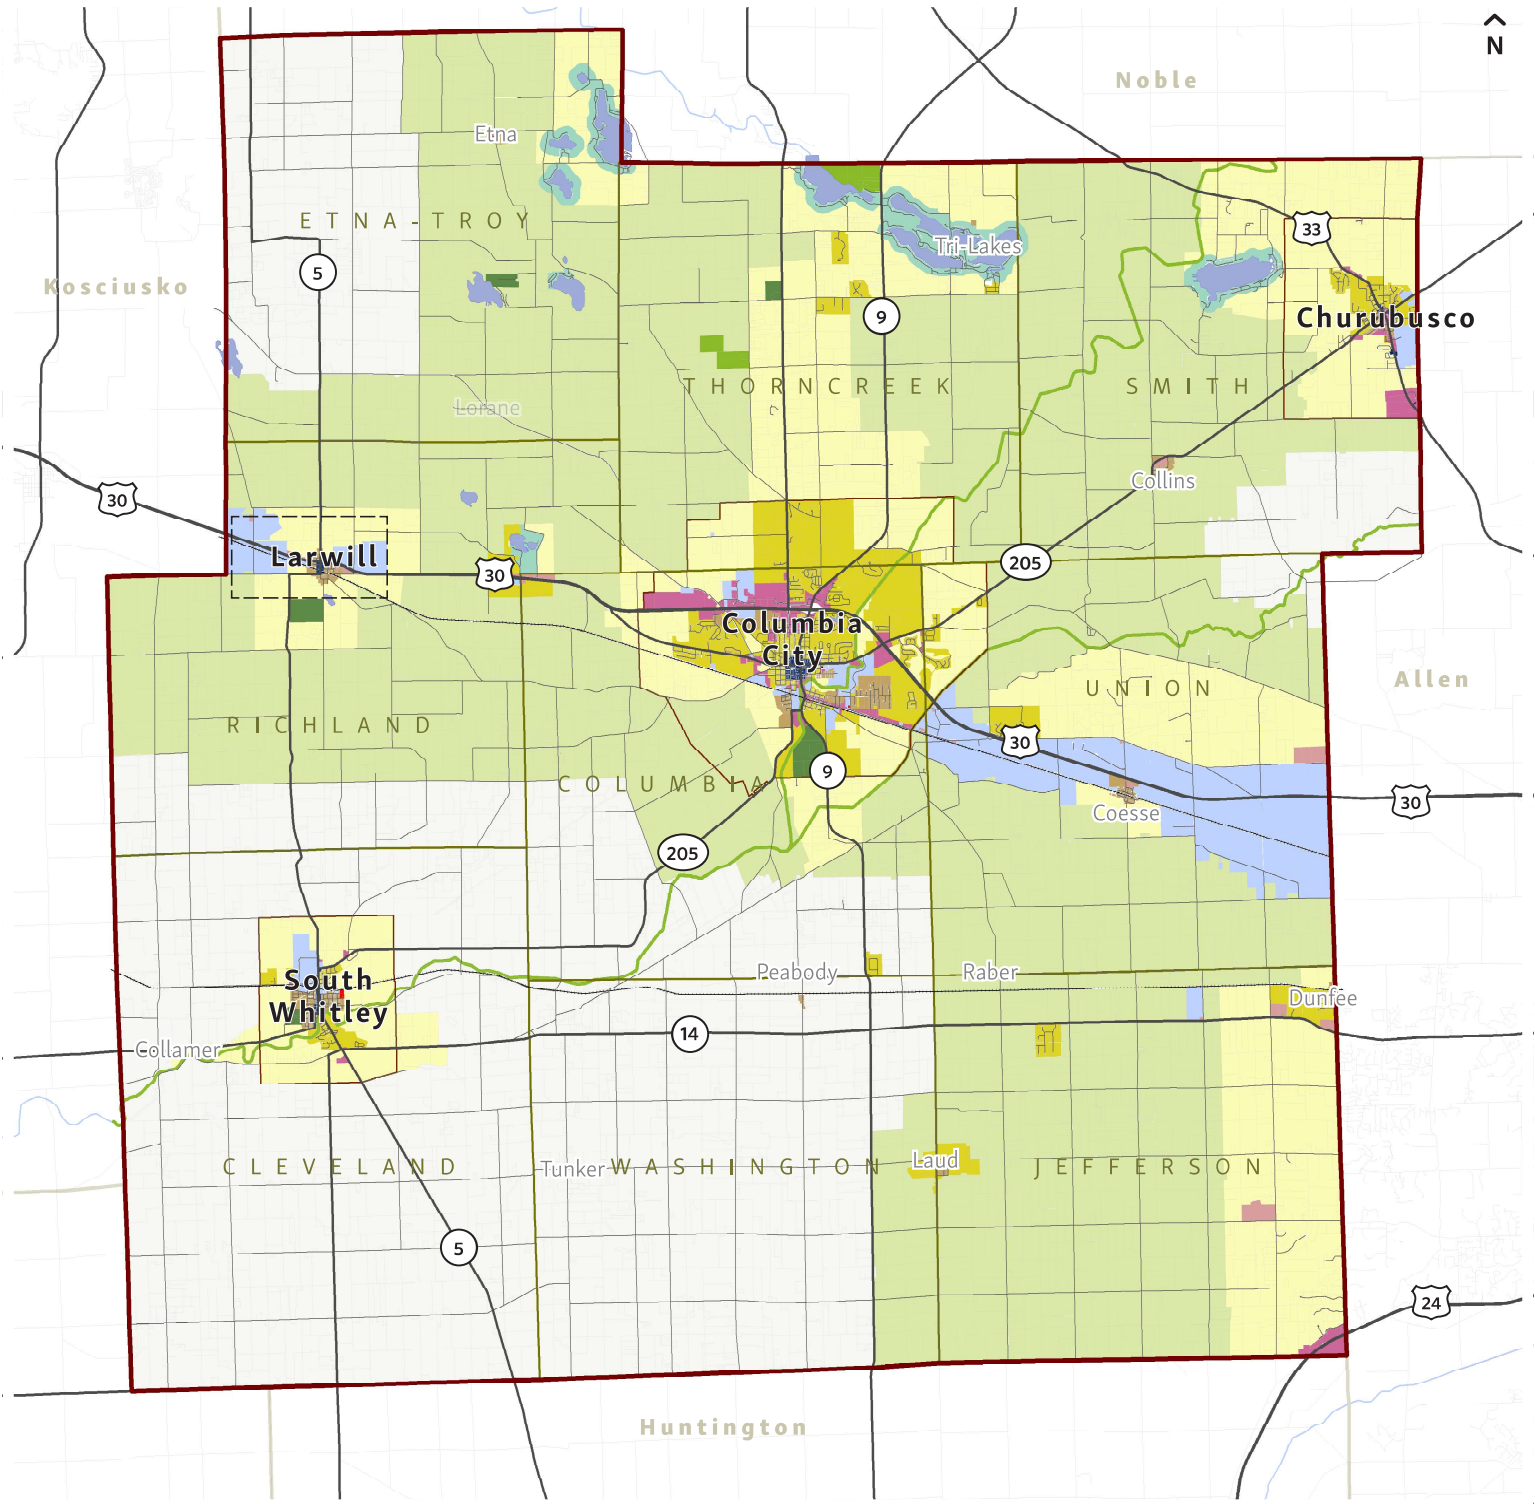 N
Noble
Etna
ETNA-TROY
33
Tri-Lakes
5
Kosciusko
9
Churubusco
THORNCREEK
SMITH
Lorane
Collins
30
Larwill
30
205
Columbia
City
Allen
UNION
RICHLAND
30
9
COLUMBIA
30
Coesse
205
Peabody
Raber
South
Whitley
Dunfee
14
Collamer
Laud
CLEVELAND
Tunker
WASHINGTON
JEFFERSON
5
24
Huntington